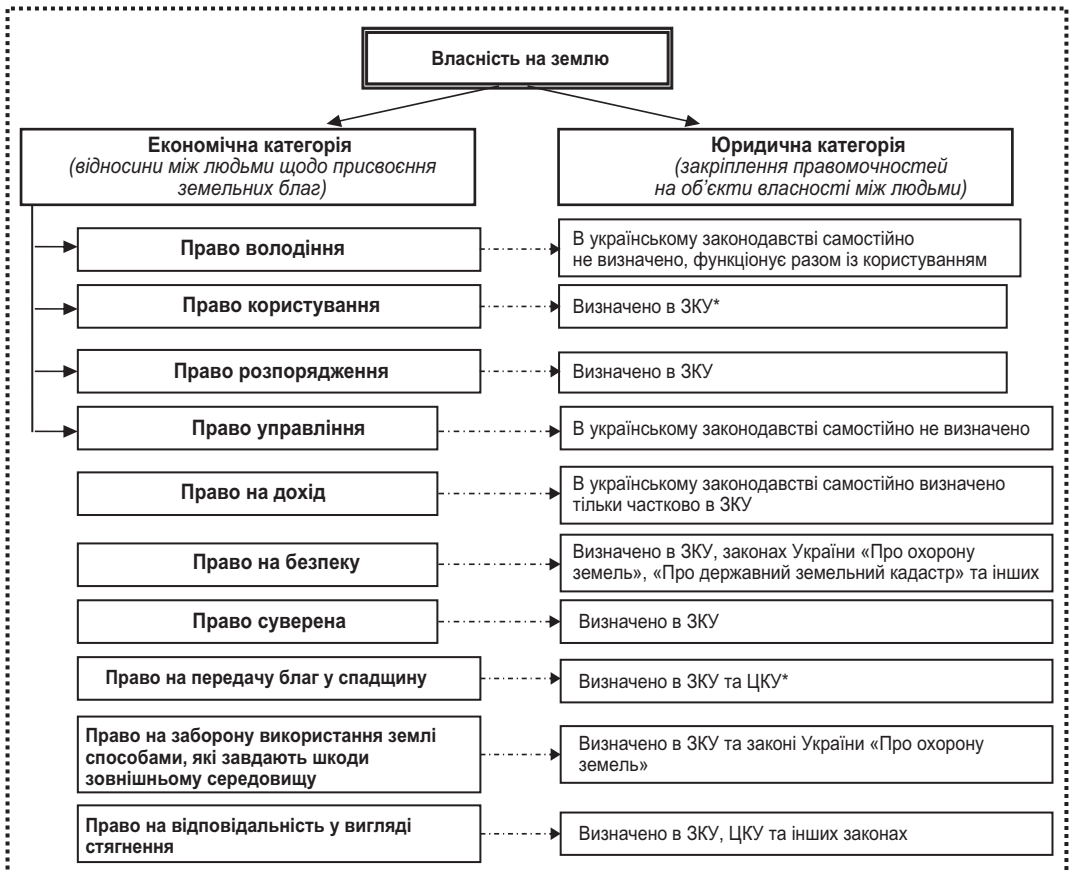 Власність на землю
Економічна категорія
(відносини між людьми щодо присвоєння
земельних благ)
Юридична категорія
(закріплення правомочностей
на об’єкти власності між людьми)
Право володіння
В українському законодавстві самостійно
не визначено, функціонує разом із користуванням
Право користування
Визначено в ЗКУ*
Право розпорядження
Визначено в ЗКУ
Право управління
В українському законодавстві самостійно не визначено
Право на дохід
В українському законодавстві самостійно визначено
тільки частково в ЗКУ
Право на безпеку
Визначено в ЗКУ, законах України «Про охорону
земель», «Про державний земельний кадастр» та інших
Право суверена
Визначено в ЗКУ
Право на передачу благ у спадщину
Визначено в ЗКУ та ЦКУ*
Право на заборону використання землі
способами, які завдають шкоди
зовнішньому середовищу
Визначено в ЗКУ та законі України «Про охорону
земель»
Право на відповідальність у вигляді
стягнення
Визначено в ЗКУ, ЦКУ та інших законах